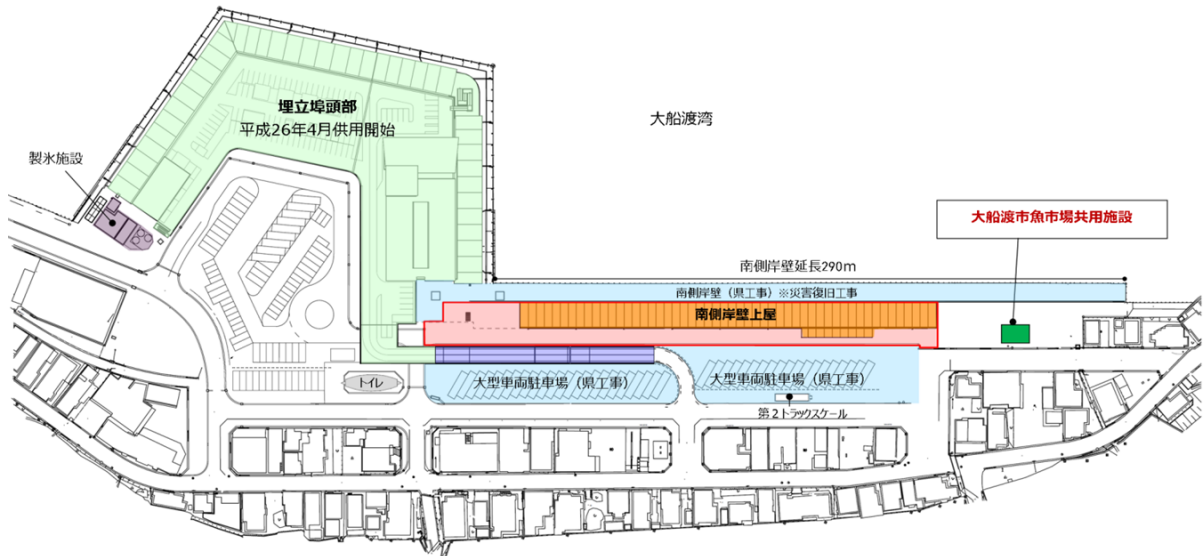 埋立埠頭部
平成26年4月供用開始
大船渡湾
製氷施設
大船渡市魚市場共用施設
南側岸壁延長290m
南側岸壁（県工事）※災害復旧工事
南側岸壁上屋
トイレ
大型車両駐車場（県工事）
大型車両駐車場（県工事）
第2トラックスケール